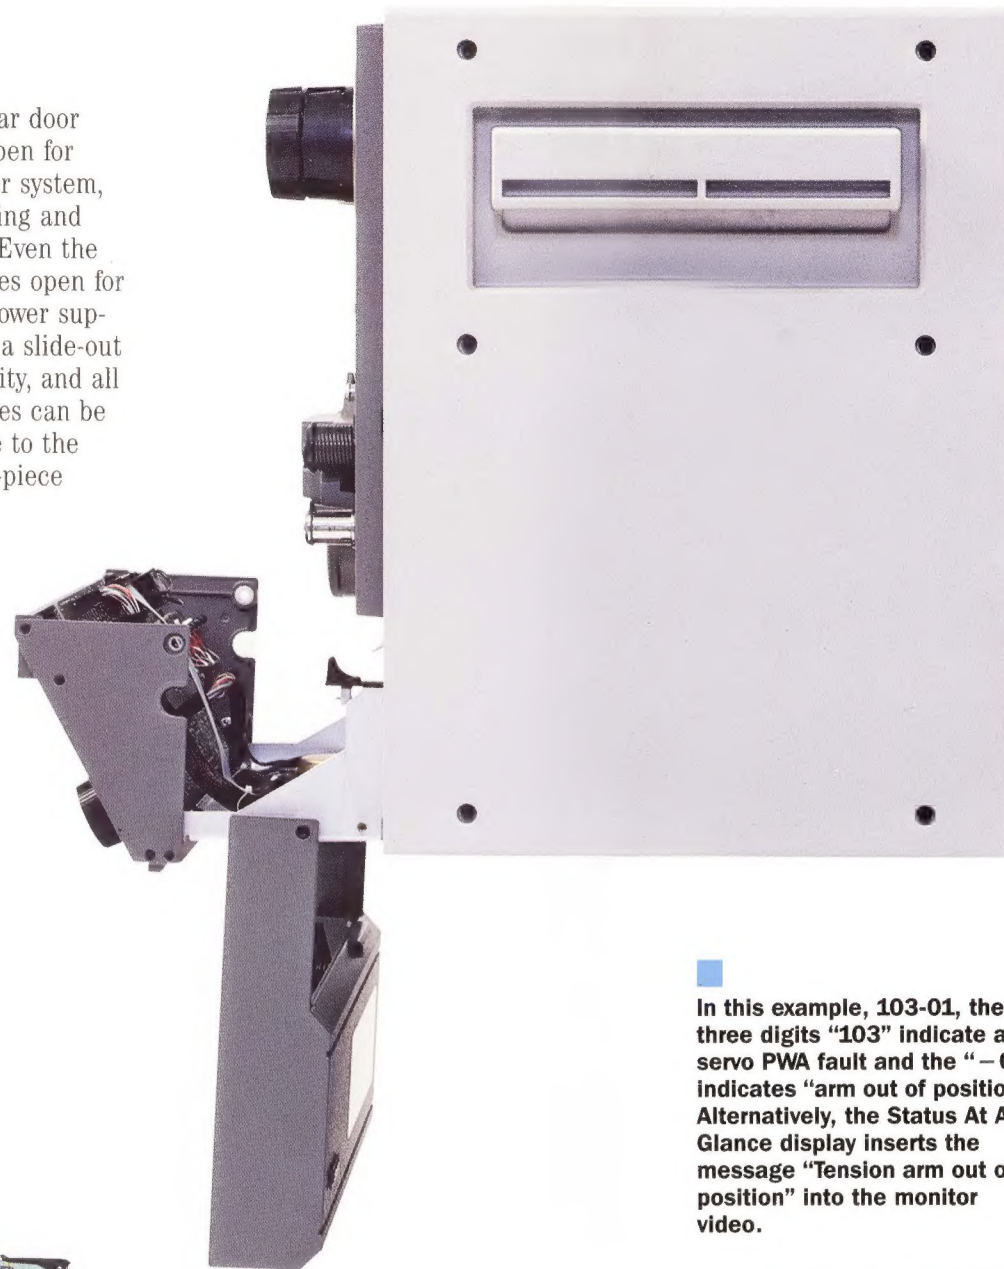 ar door
pen for
r system,
ing and
Even the
es open for
ower sup-
a slide-out
ity, and all
es can be
e to the
-piece
In this example, 103-01, the
three digits “103” indicate a
servo PWA fault and the “–
indicates “arm out of positio
Alternatively, the Status At A
Glance display inserts the
message “Tension arm out o
position” into the monitor
video.